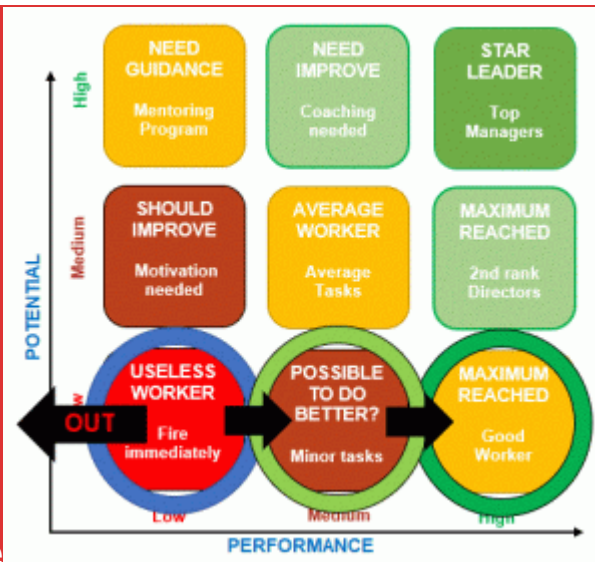 NEED
GUIDANCE
Mentoring
Program
NEED
IMPROVE
Coaching
needed
STAR
LEADER
Top
Managers
High
SHOULD
IMPROVE
Motivation
needed
AVERAGE
WORKER
Average
Tasks
MAXIMUM
REACHED
2nd rank
Directors
Medium
POTENTIAL
USELESS
WORKER
Fire
immediately
POSSIBLE
TO DO
BETTER?
Minor tasks
MAXIMUM
REACHED
Good
Worker
OUT
Low
Medium
High
PERFORMANCE